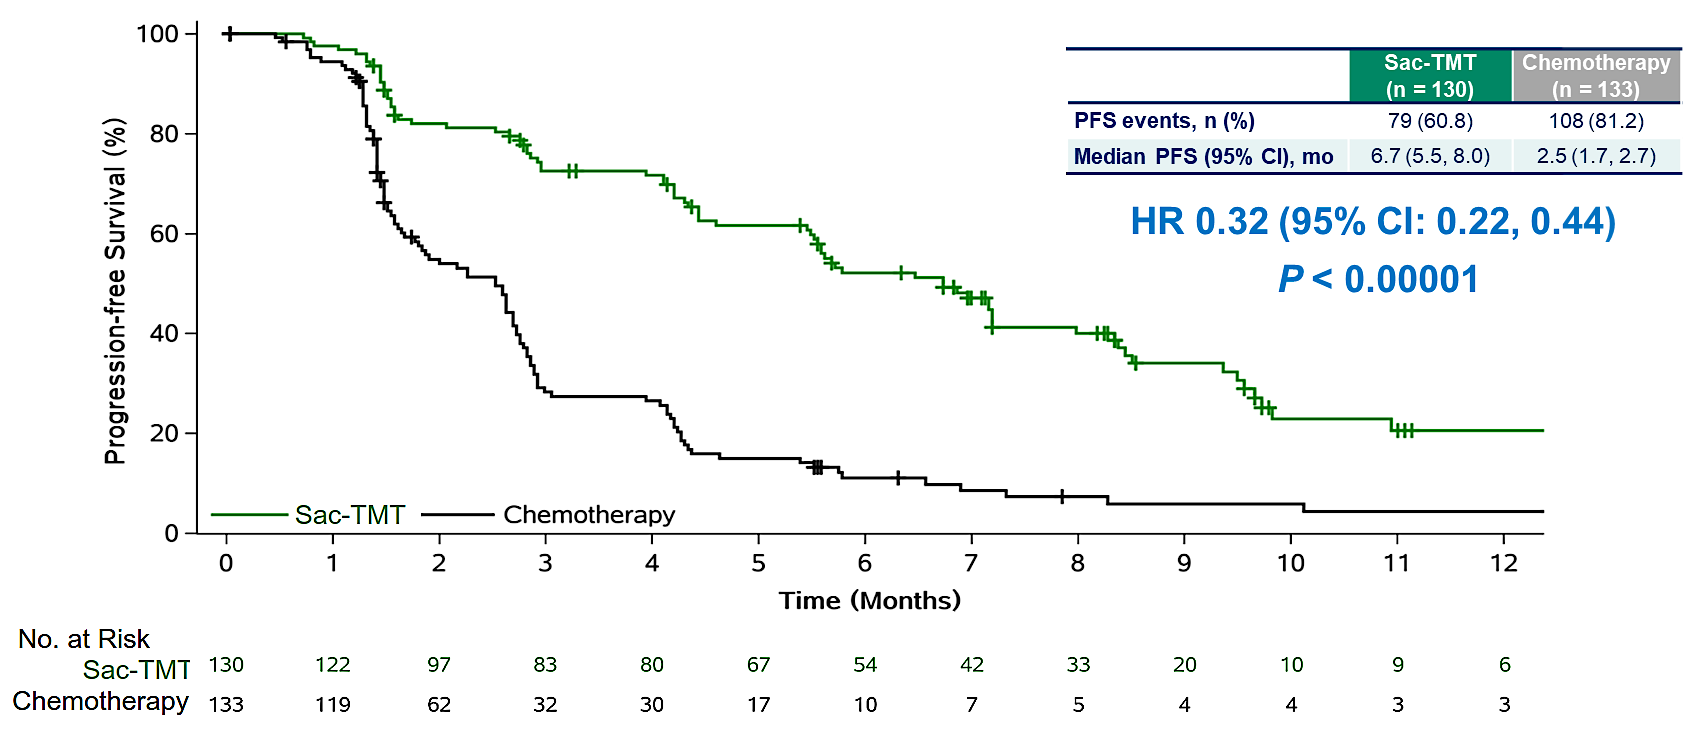 Progression-free Survival (%)
100
80
60
40
20
0
Sac-TMT
(n = 130)
Chemotherapy
(n = 133)
PFS events, n (%) 79 (60.8) 108 (81.2)
Median PFS (95% CI), mo 6.7 (5.5, 8.0) 2.5 (1.7, 2.7)
HR 0.32 (95% CI: 0.22, 0.44)
P < 0.00001
Sac-TMT Chemotherapy
0 1 2 3 4 5 6 7 8 9 10 11 12
Time (Months)
No. at Risk
Sac-TMT 130 122 97 83 80 67 54 42 33 20 10 9 6
Chemotherapy 133 119 62 32 30 17 10 7 5 4 4 3 3